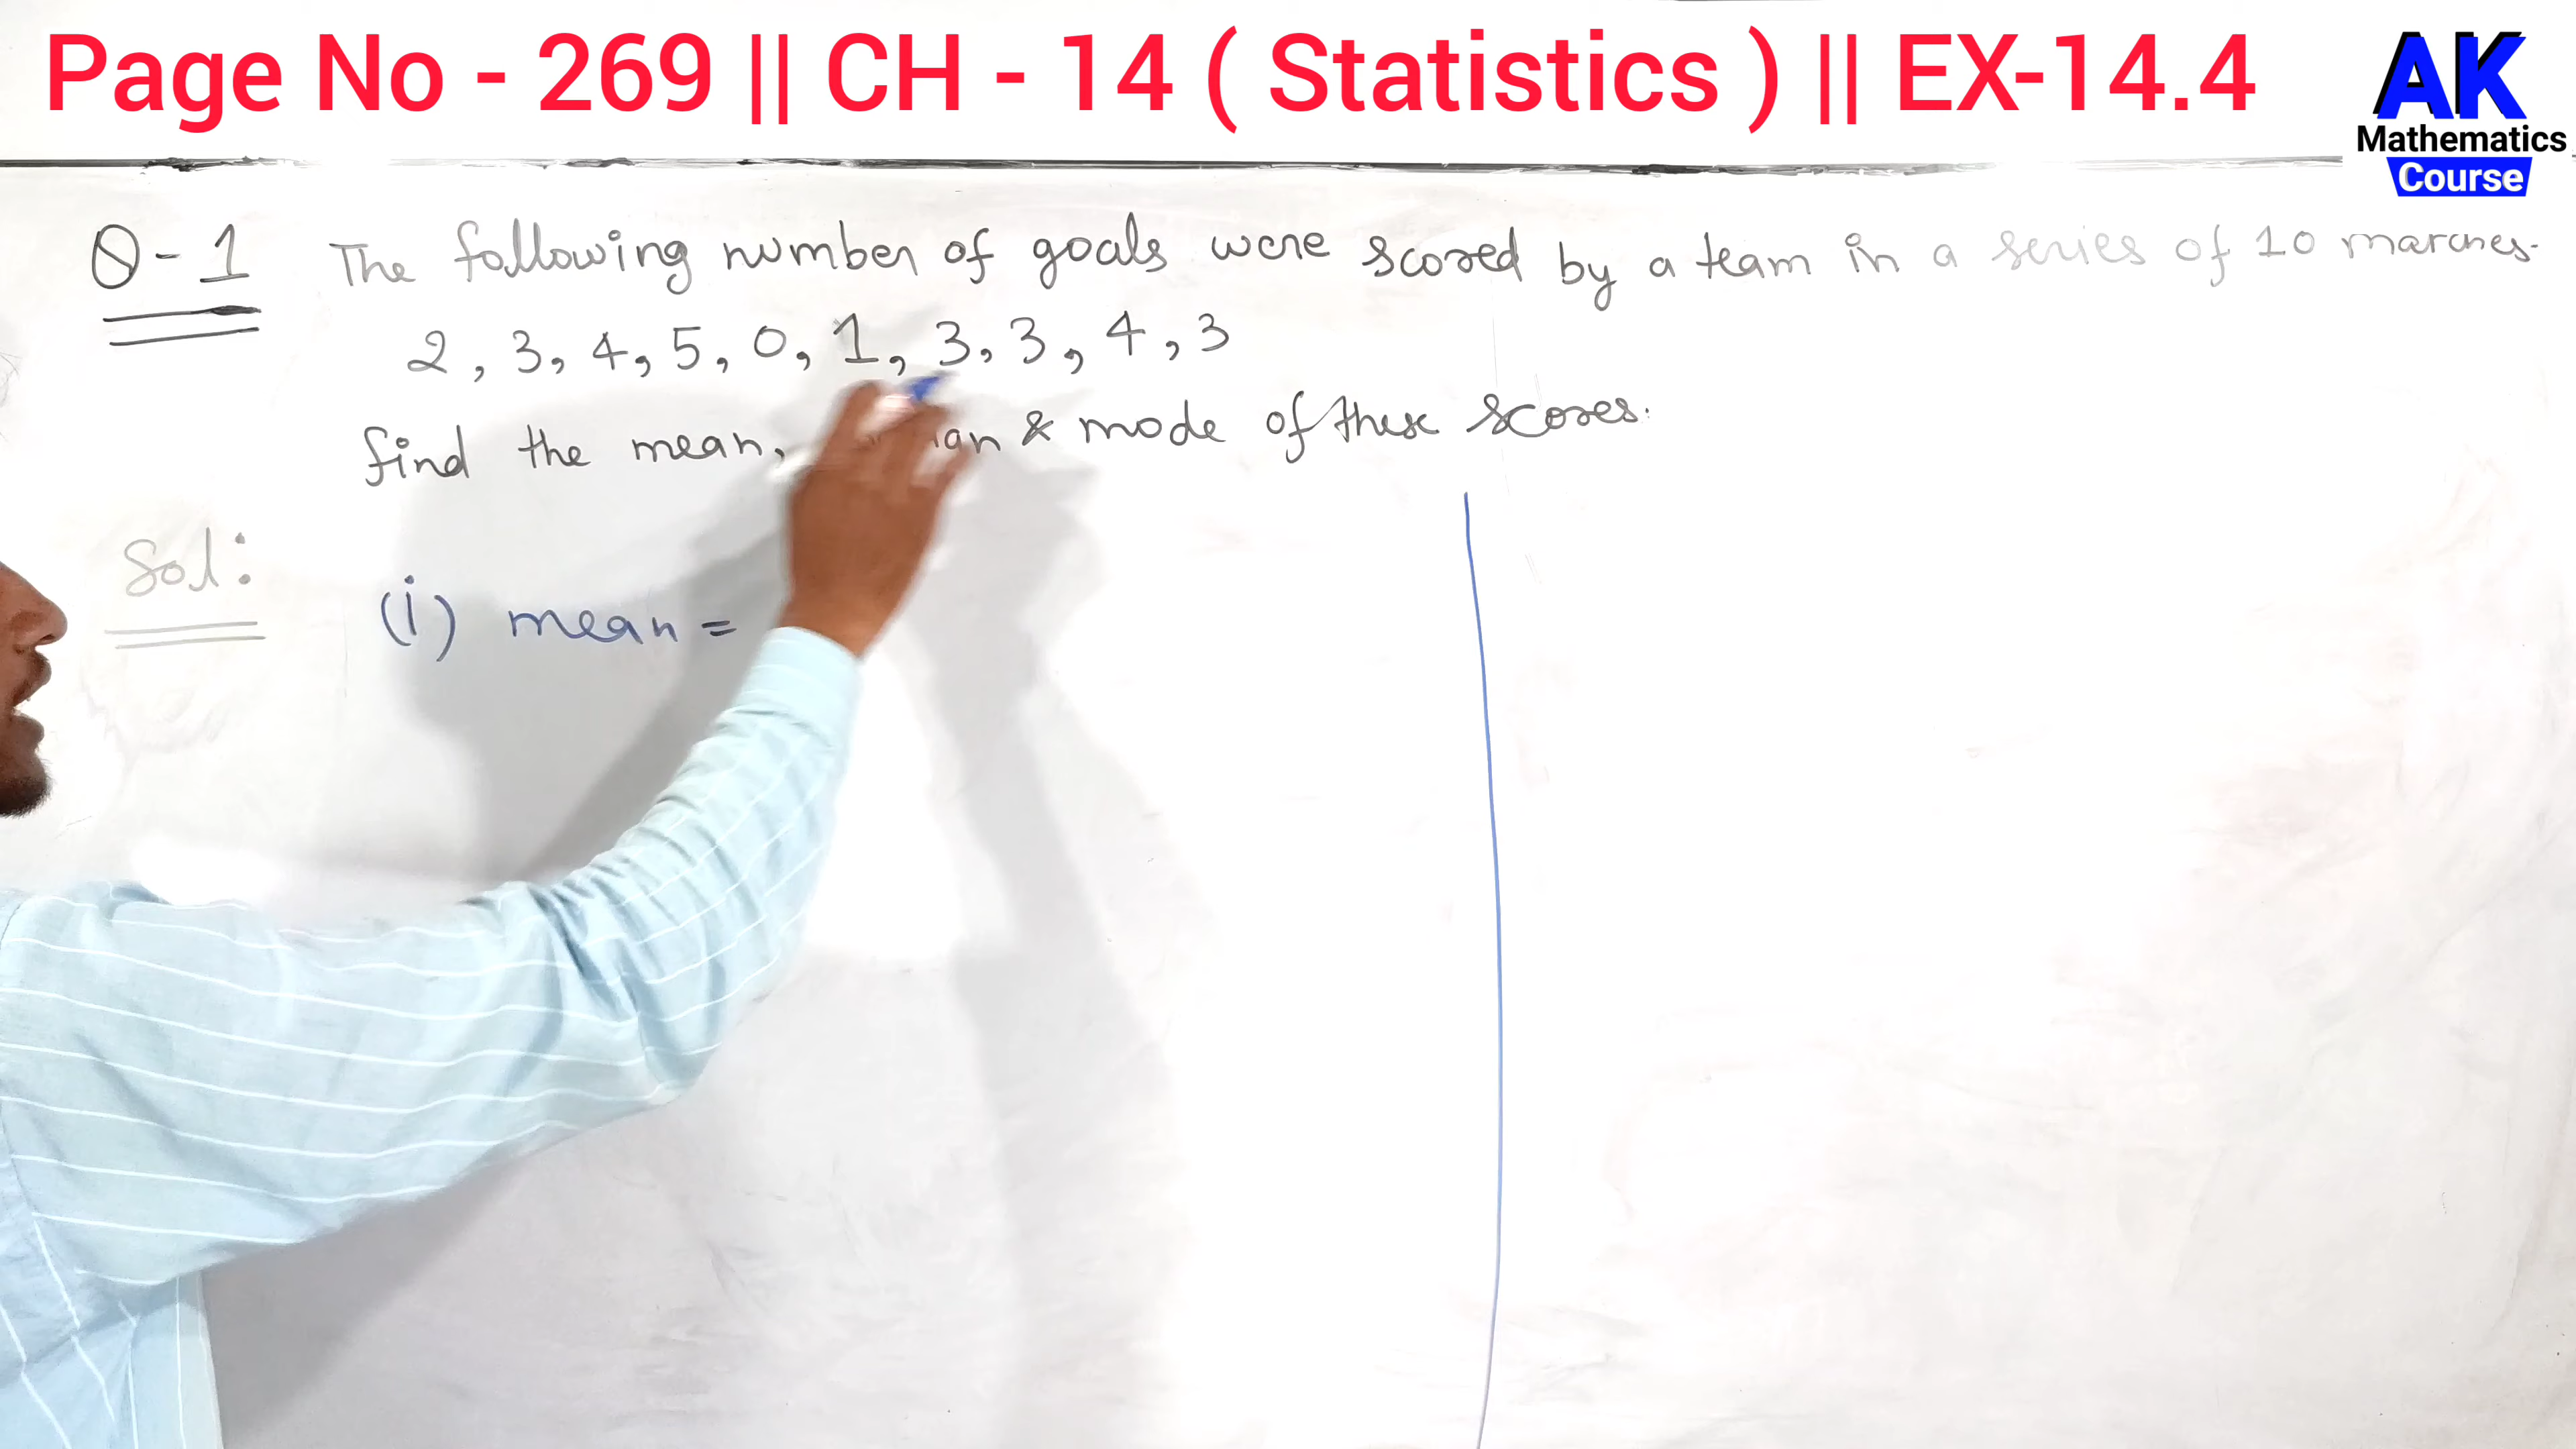 Page No - 269 || CH - 14 ( Statistics ) || EX-14.4
AK
Mathematics
Course
Q-1 The following number of goals were scored by a team in a series of 10 matches.
2, 3, 4, 5, 0, 1, 3, 3, 4, 3
find the mean, & mode of these scores.
Sol:
(i) mean =